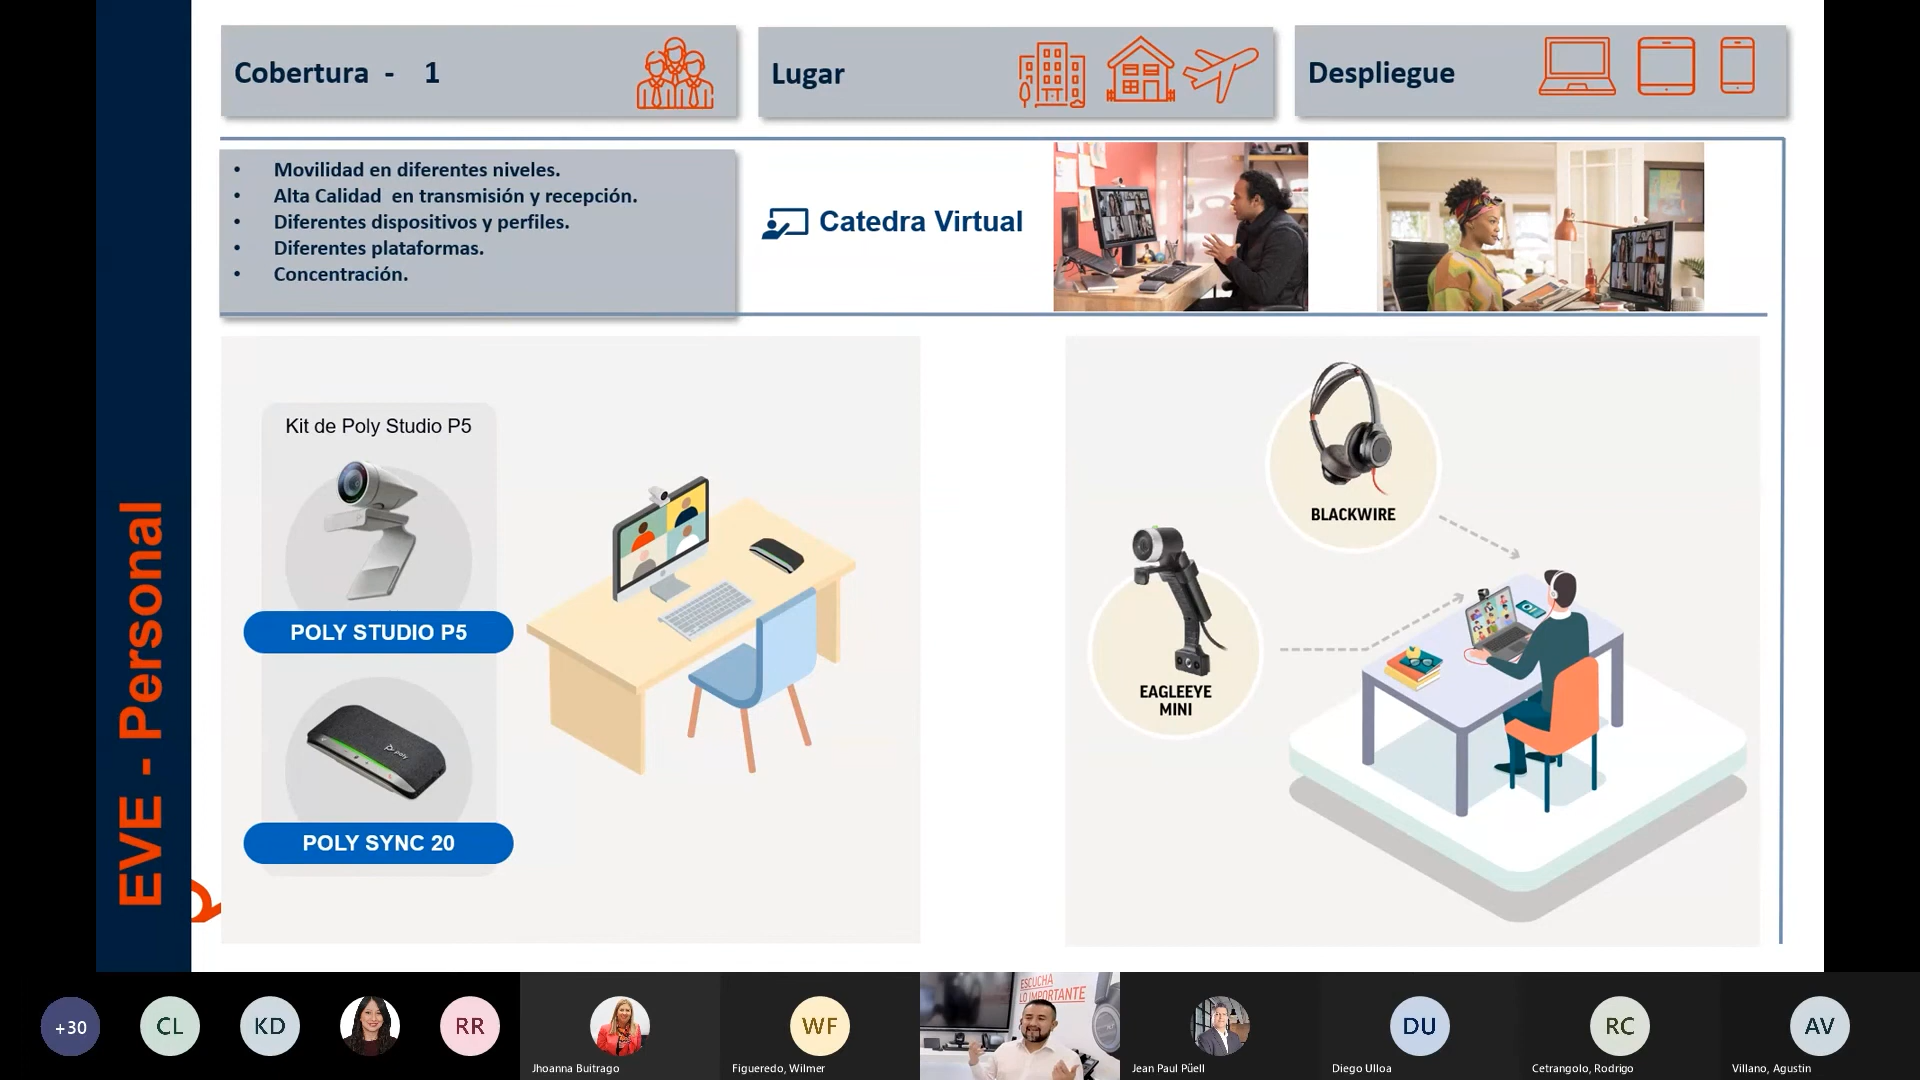 Cobertura - 1
Lugar
Despliegue
• Movilidad en diferentes niveles.
• Alta Calidad en transmisión y recepción.
• Diferentes dispositivos y perfiles.
• Diferentes plataformas.
• Concentración.
Catedra Virtual
EVE - Personal
Kit de Poly Studio P5
POLY STUDIO P5
poly
POLY SYNC 20
BLACKWIRE
EAGLEEYE
MINI
+30
CL
KD
RR
Jhoanna Buitrago
WF
Figueredo, Wilmer
ESCUCHA
LO IMPORTANTE
Jean Paul Püell
DU
Diego Ulloa
RC
Cetrangolo, Rodrigo
AV
Villano, Agustin